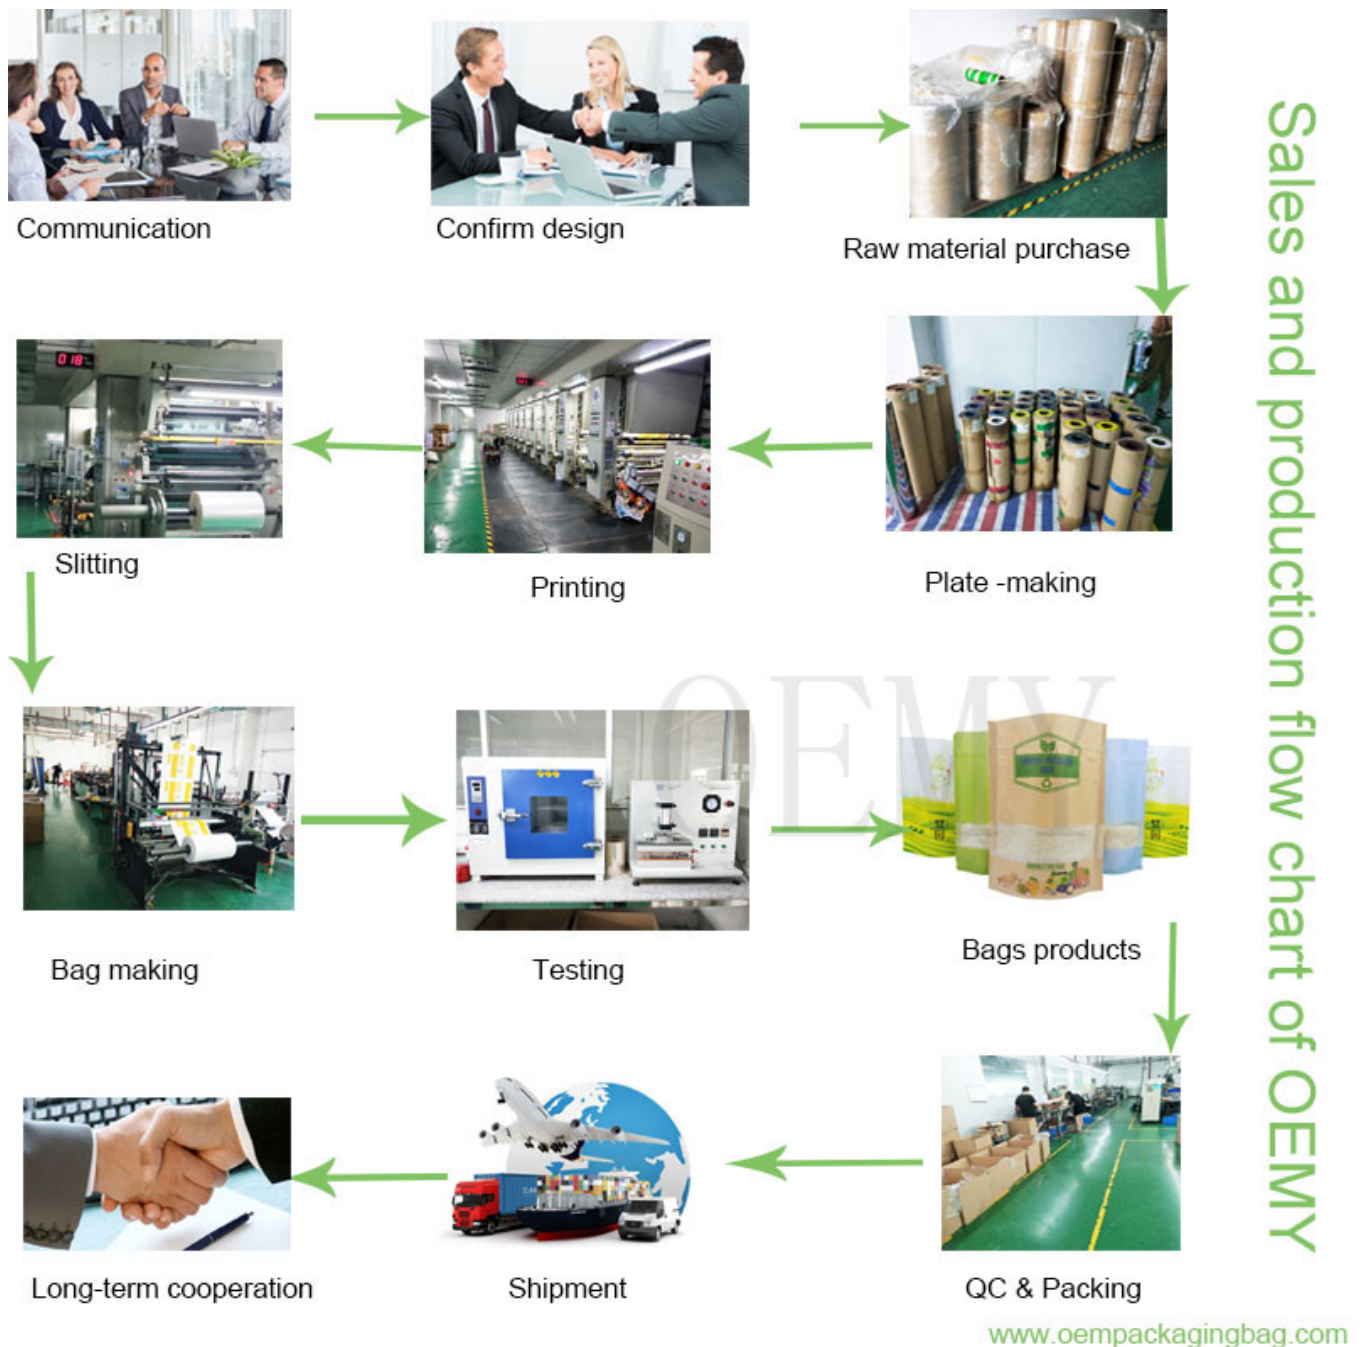 Communication
Confirm design
Raw material purchase
Plate -making
Printing
018
Slitting
Bag making
Testing
OEMY
Bags products
QC & Packing
Shipment
Long-term cooperation
Sales and production flow chart of OEMY
www.oempackagingbag.com